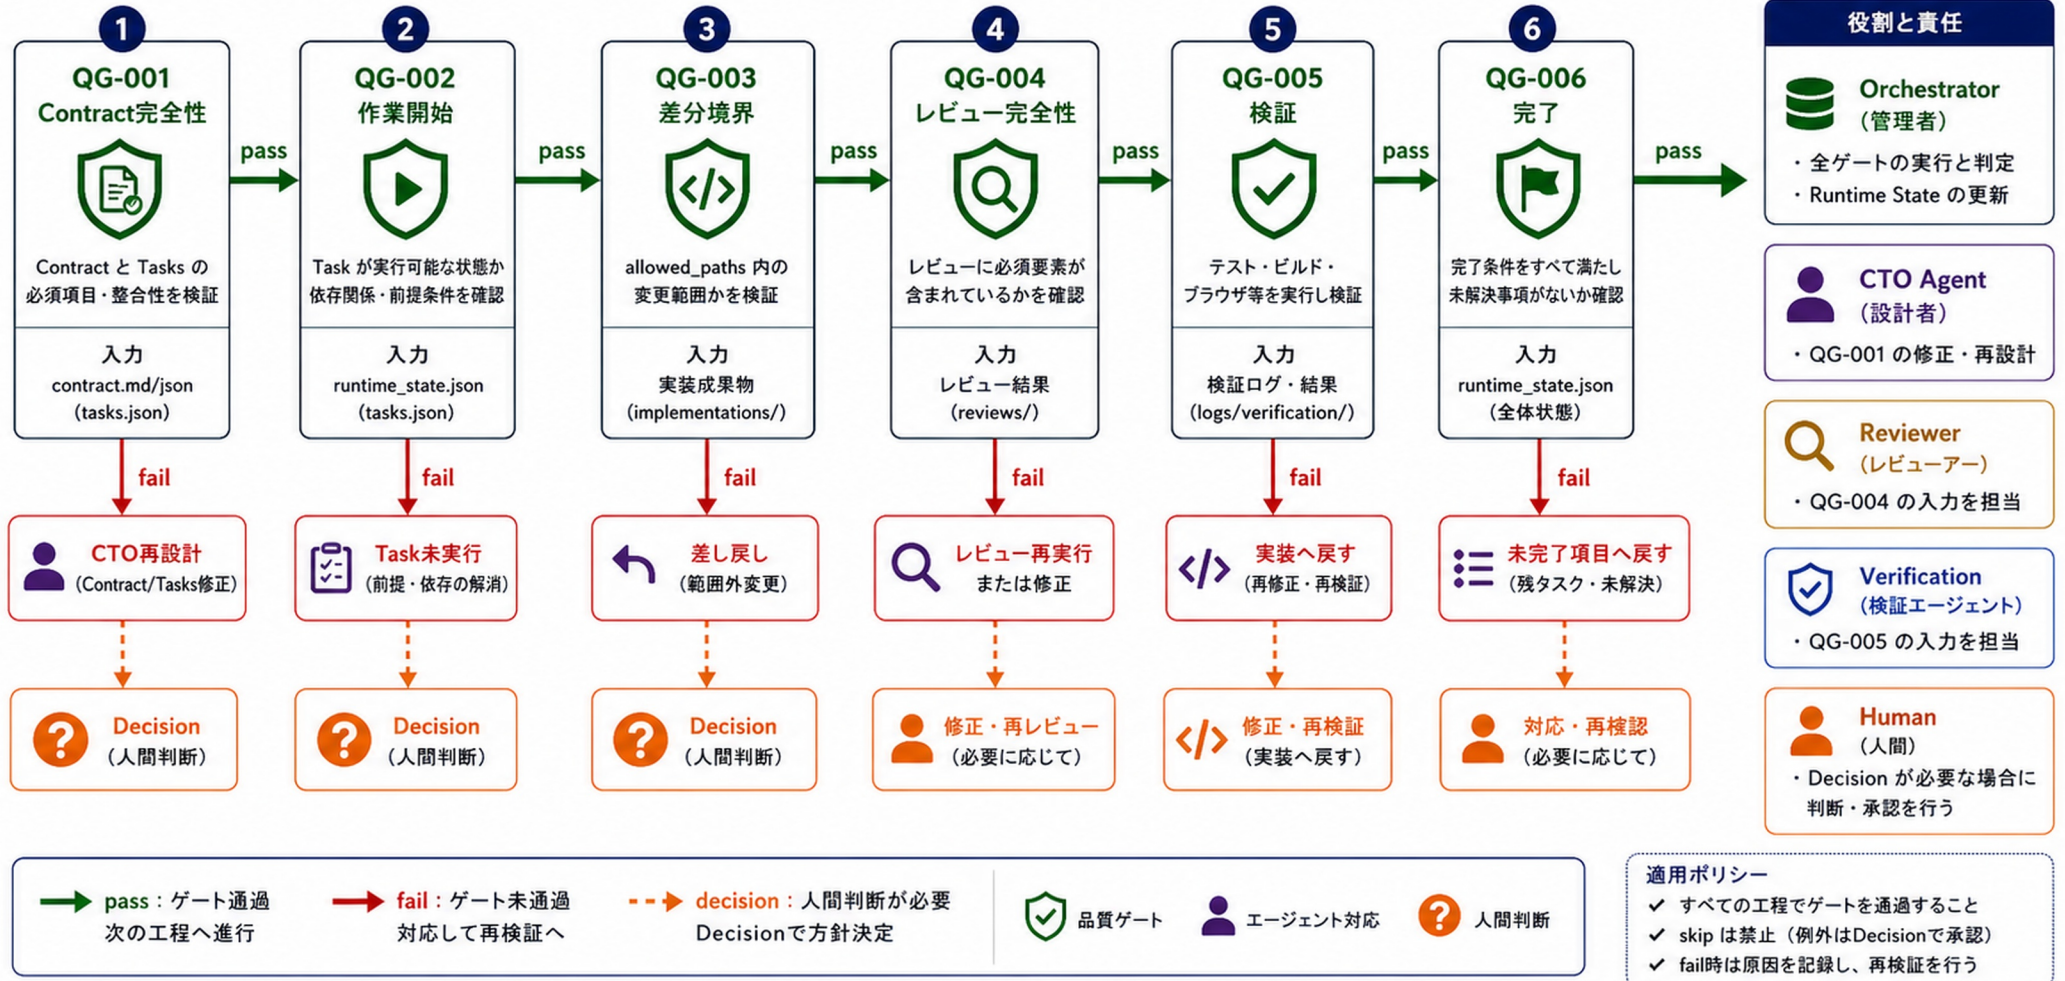 1
QG-001
Contract完全性
Contract と Tasks の
必須項目・整合性を検証
入力
contract.md/json
(tasks.json)
pass
fail
CTO再設計
(Contract/Tasks修正)
Decision
(人間判断)
2
QG-002
作業開始
Task が実行可能な状態か
依存関係・前提条件を確認
入力
runtime_state.json
(tasks.json)
pass
fail
Task未実行
(前提・依存の解消)
Decision
(人間判断)
3
QG-003
差分境界
allowed_paths 内の
変更範囲かを検証
入力
実装成果物
(implementations/)
pass
fail
差し戻し
(範囲外変更)
Decision
(人間判断)
4
QG-004
レビュー完全性
レビューに必須要素が
含まれているかを確認
入力
レビュー結果
(reviews/)
pass
fail
レビュー再実行
または修正
修正・再レビュー
(必要に応じて)
5
QG-005
検証
テスト・ビルド・
ブラウザ等を実行し検証
入力
検証ログ・結果
(logs/verification/)
pass
fail
実装へ戻す
(再修正・再検証)
修正・再検証
(実装へ戻す)
6
QG-006
完了
完了条件をすべて満たし
未解決事項がないか確認
入力
runtime_state.json
(全体状態)
pass
fail
未完了項目へ戻す
(残タスク・未解決)
対応・再検認
(必要に応じて)
役割と責任
Orchestrator
(管理者)
・全ゲートの実行と判定
・Runtime State の更新
CTO Agent
(設計者)
・QG-001 の修正・再設計
Reviewer
(レビューアー)
・QG-004 の入力を担当
Verification
(検証エージェント)
・QG-005 の入力を担当
Human
(人間)
・Decision が必要な場合に
判断・承認を行う
pass：ゲート通過
次の工程へ進行
fail：ゲート未通過
対応して再検証へ
decision：人間判断が必要
Decisionで方針決定
品質ゲート
エージェント対応
人間判断
適用ポリシー
✓ すべての工程でゲートを通過すること
✓ skip は禁止（例外はDecisionで承認）
✓ fail時は原因を記録し、再検証を行う